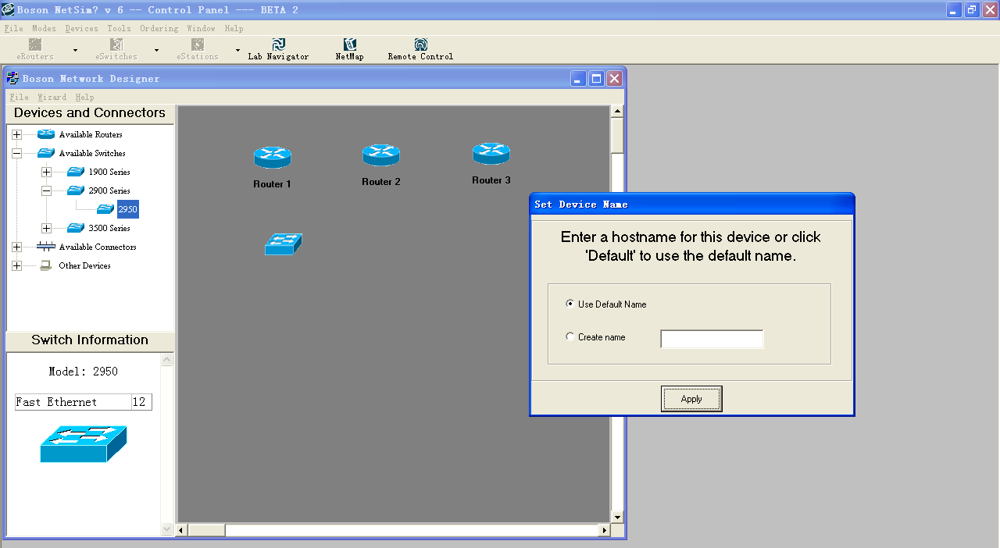 Boson NetSim? v 6 -- Control Panel --- BETA 2
File Modes Devices Tools Ordering Window Help
eRouters eSwitches eStations Lab Navigator NetMap Remote Control
Boson Network Designer
File Wizard Help
Devices and Connectors
Available Routers
Available Switches
1900 Series
2900 Series
2950
3500 Series
Available Connectors
Other Devices
Switch Information
Model: 2950
Fast Ethernet 12
Router 1
Router 2
Router 3
Set Device Name
Enter a hostname for this device or click
'Default' to use the default name.
Use Default Name
Create name
Apply